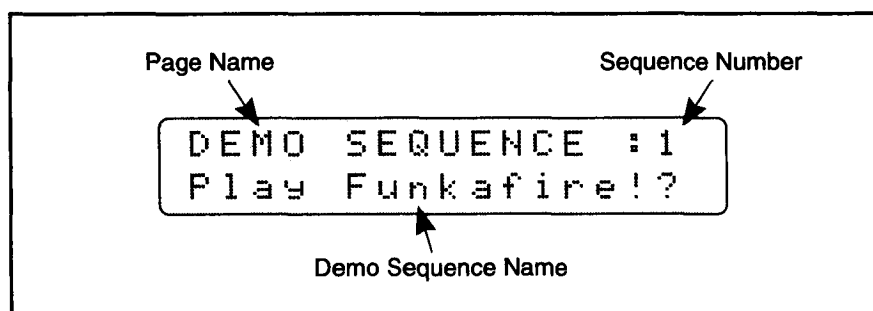 Page Name
Sequence Number
DEMO SEQUENCE :1
Play Funkafire!?
Demo Sequence Name